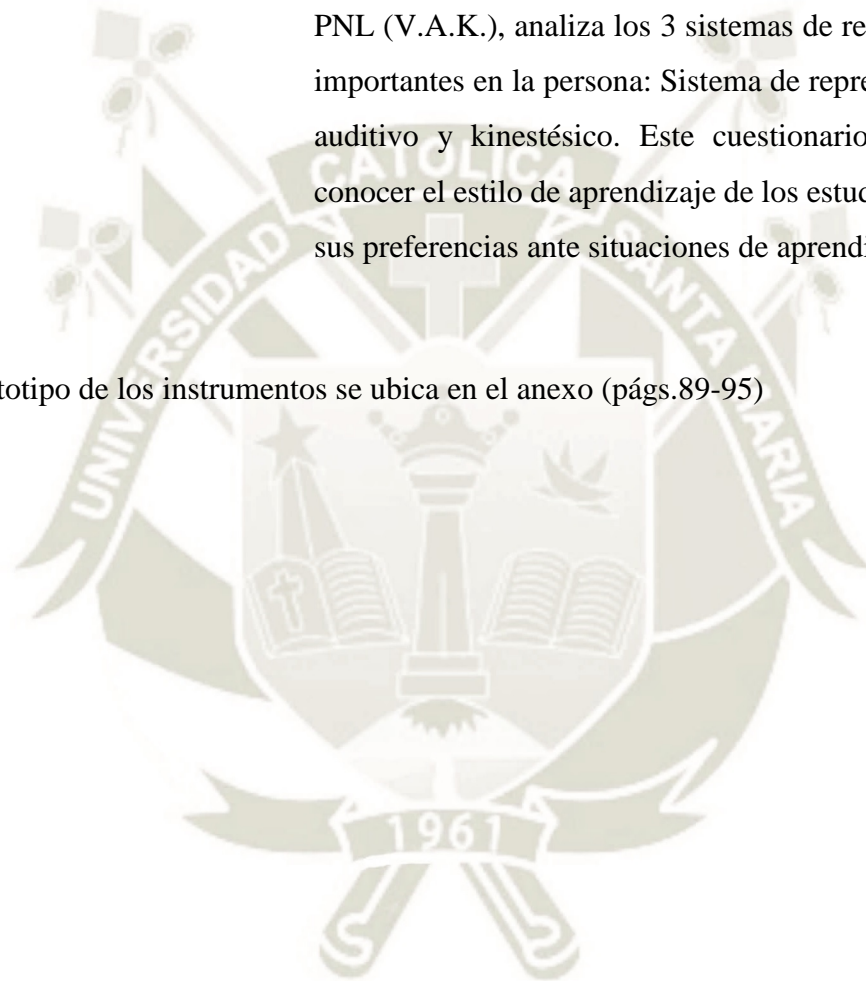 PNL (V.A.K.), analiza los 3 sistemas de re
importantes en la persona: Sistema de repre
auditivo y kinestésico. Este cuestionario
conocer el estilo de aprendizaje de los estud
sus preferencias ante situaciones de aprendi
totipo de los instrumentos se ubica en el anexo (págs.89-95)
UNIVERSIDAD CATOLICA SANTA MARIA
1961